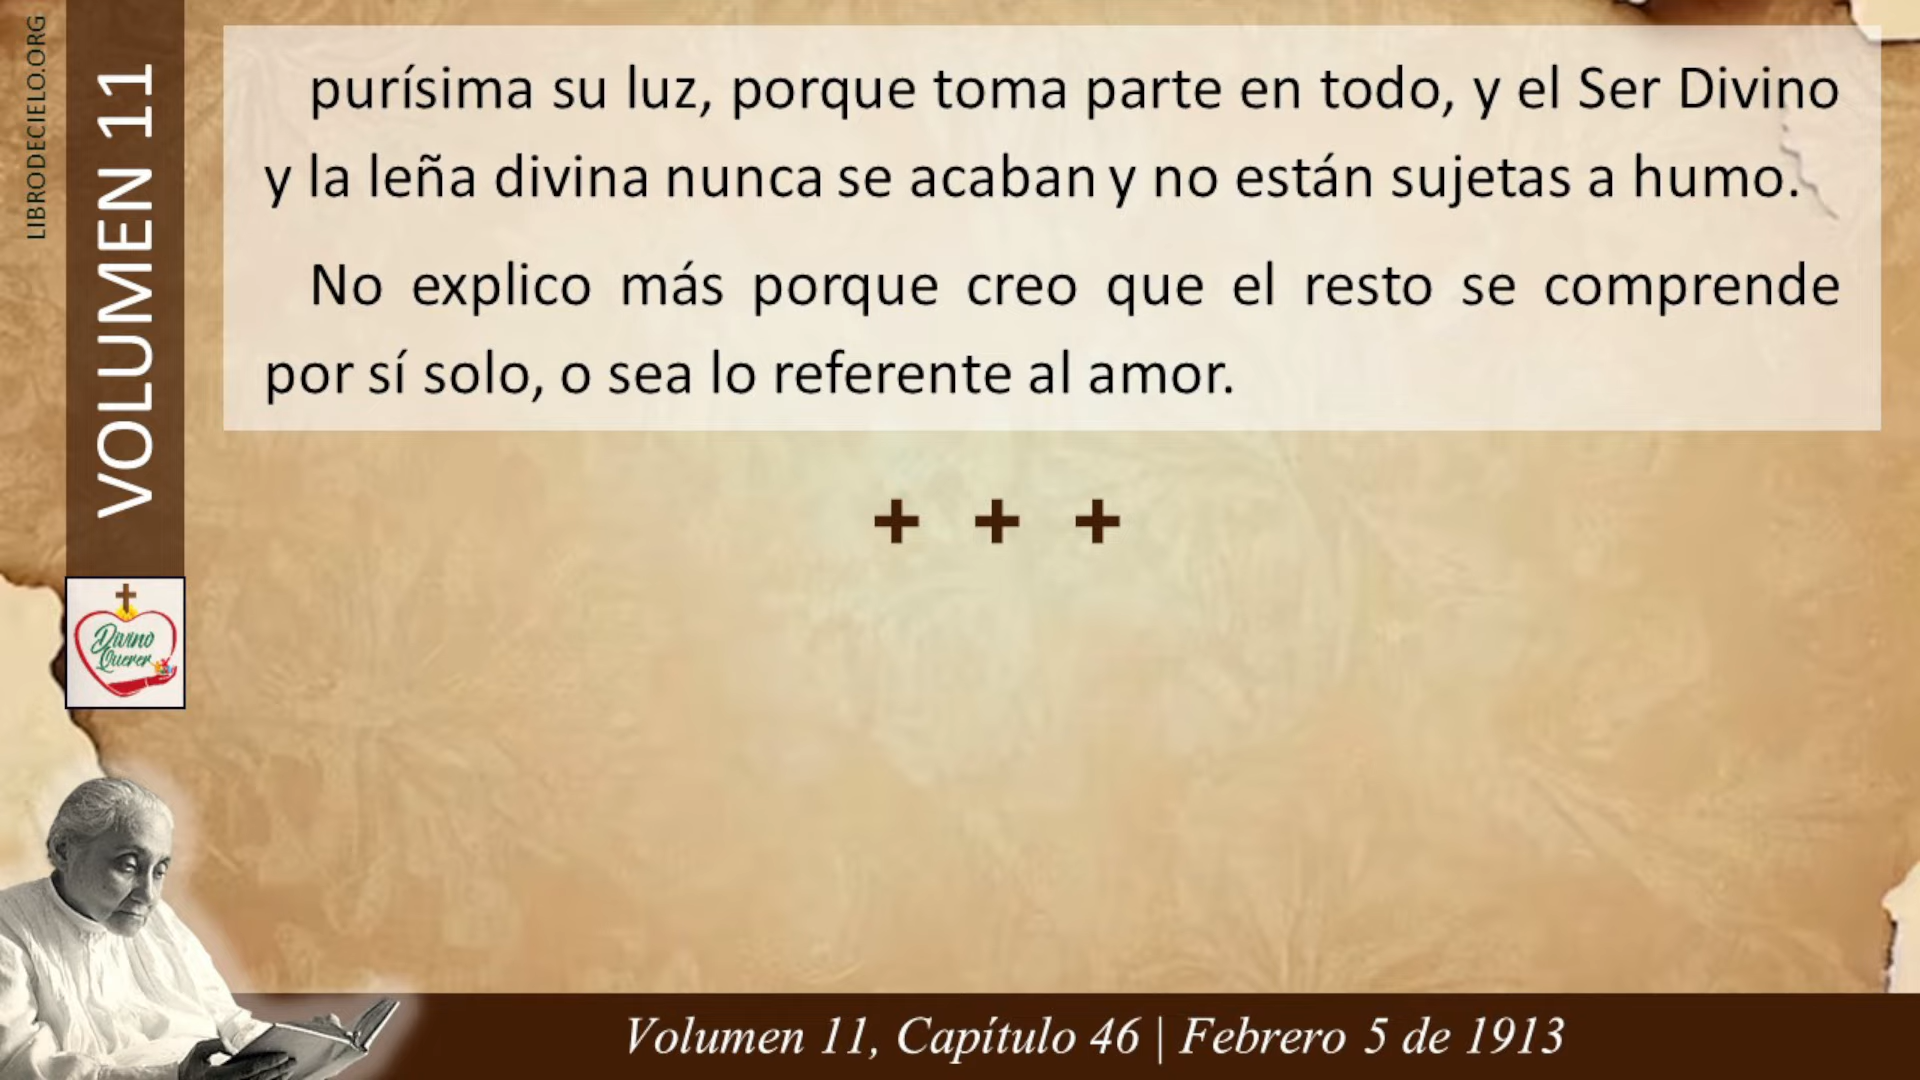 LIBRODECIELO.ORG
VOLUMEN 11
purísima su luz, porque toma parte en todo, y el Ser Divino
y la leña divina nunca se acaban y no están sujetas a humo.
No explico más porque creo que el resto se comprende
por sí solo, o sea lo referente al amor.
+ + +
Divino
Querer
Volumen 11, Capítulo 46 | Febrero 5 de 1913